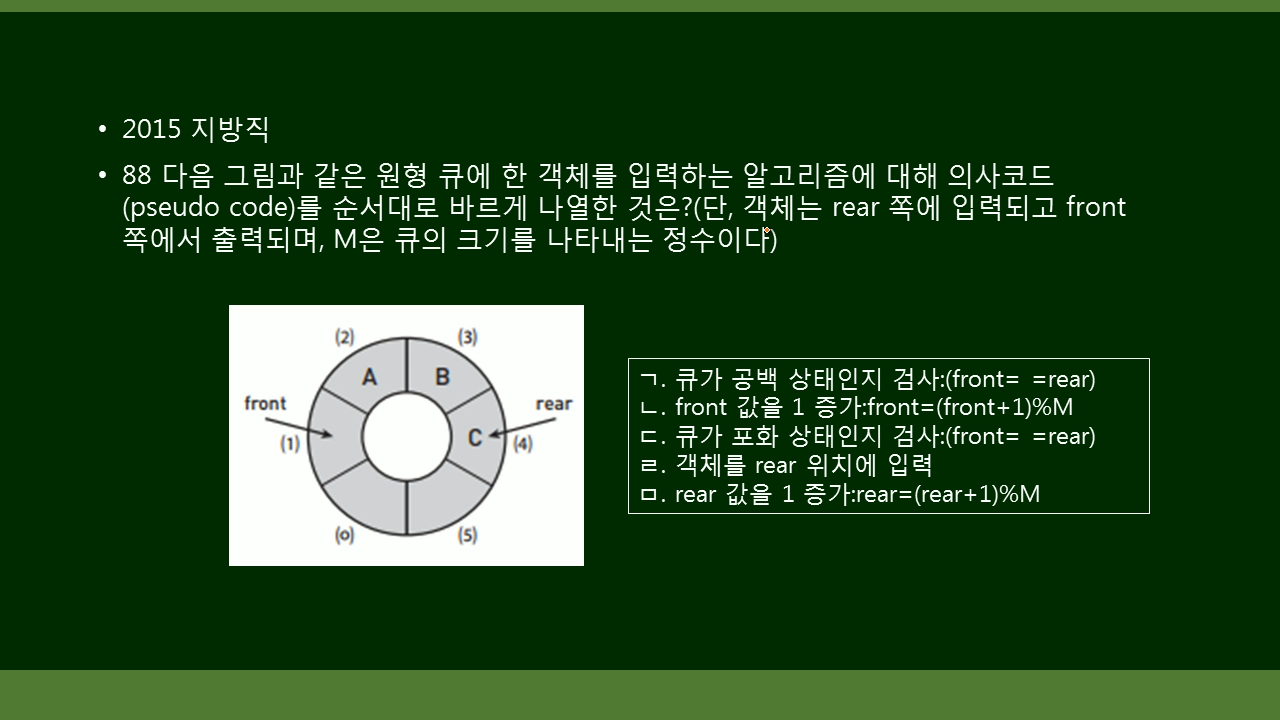 • 2015 지방직
• 88 다음 그림과 같은 원형 큐에 한 객체를 입력하는 알고리즘에 대해 의사코드
(pseudo code)를 순서대로 바르게 나열한 것은?(단, 객체는 rear 쪽에 입력되고 front
쪽에서 출력되며, M은 큐의 크기를 나타내는 정수이다)
(2) (3)
A B
front rear
(1) C (4)
(0) (5)
ㄱ. 큐가 공백 상태인지 검사:(front= =rear)
ㄴ. front 값을 1 증가:front=(front+1)%M
ㄷ. 큐가 포화 상태인지 검사:(front= =rear)
ㄹ. 객체를 rear 위치에 입력
ㅁ. rear 값을 1 증가:rear=(rear+1)%M